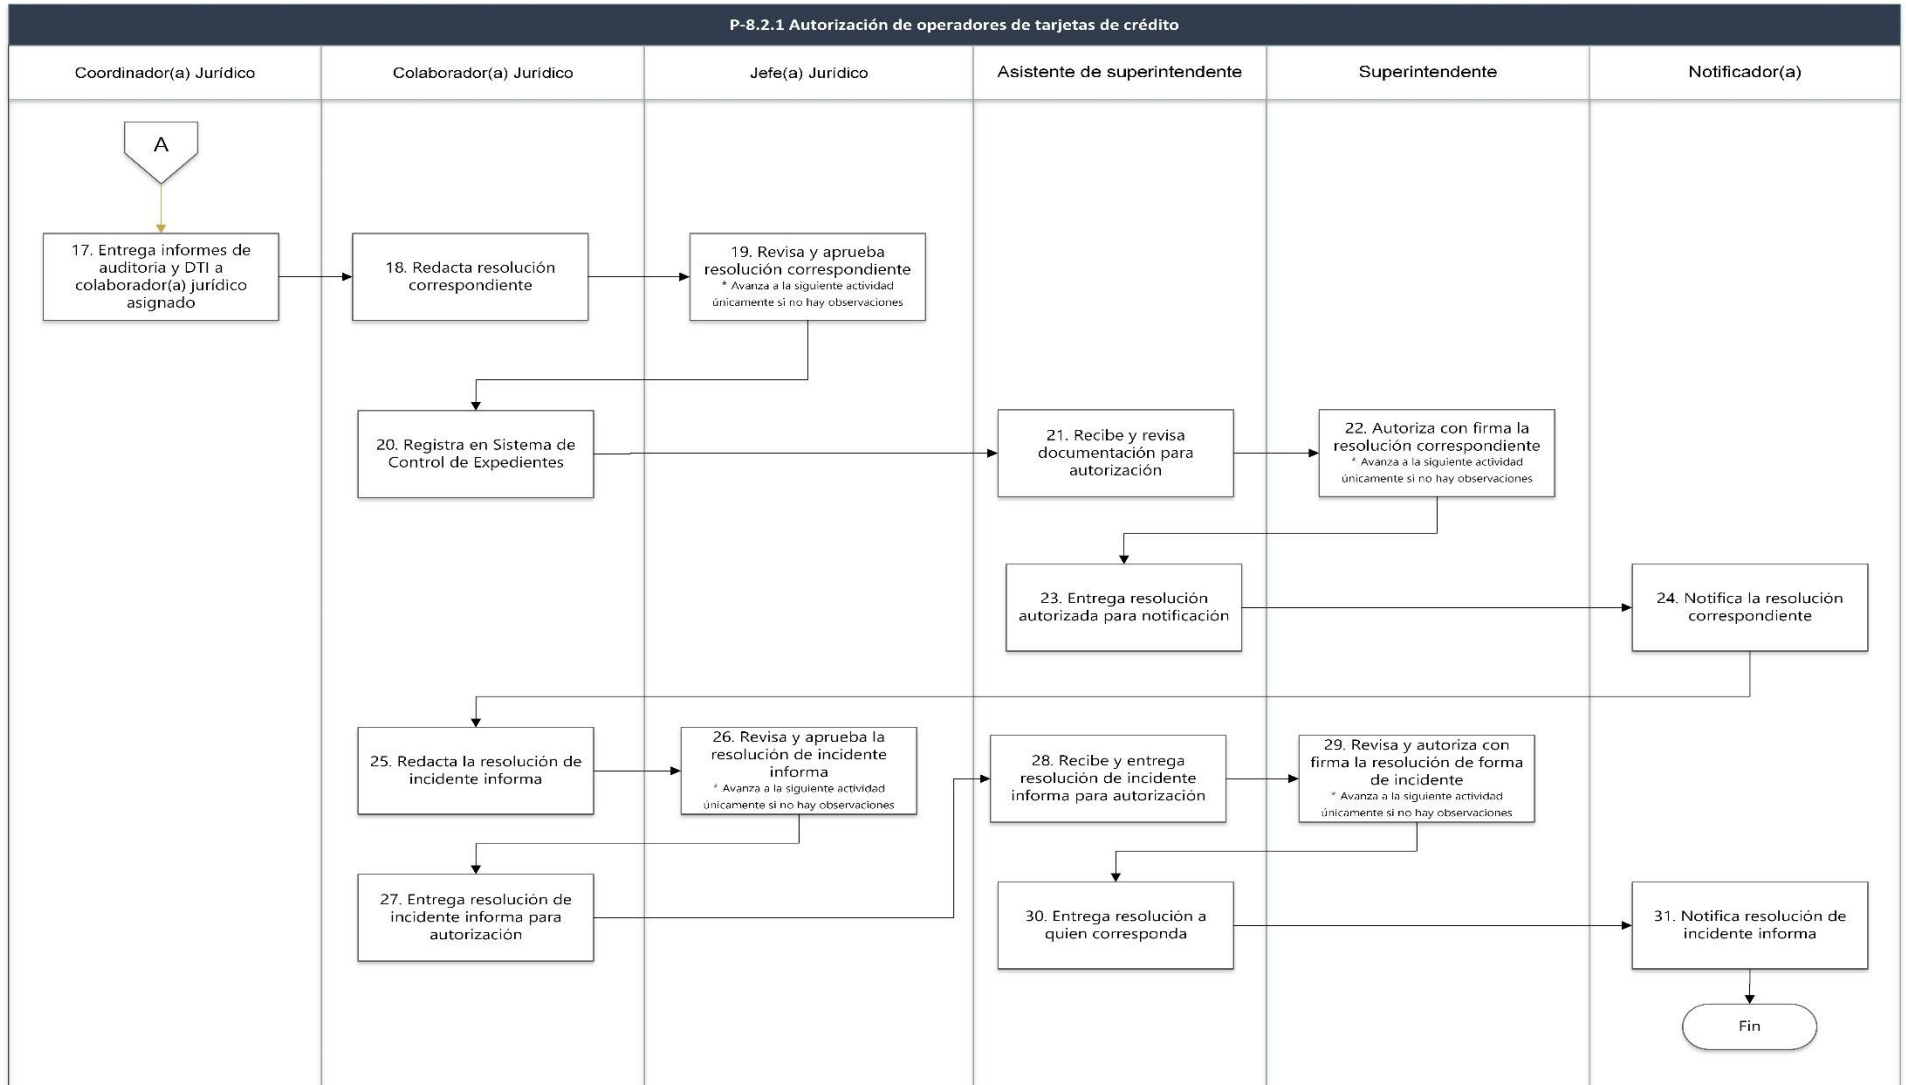 P-8.2.1 Autorización de operadores de tarjetas de crédito
Coordinador(a) Jurídico
Colaborador(a) Jurídico
Jefe(a) Jurídico
Asistente de superintendente
Superintendente
Notificador(a)
A
17. Entrega informes de
auditoria y DTI a
colaborador(a) jurídico
asignado
18. Redacta resolución
correspondiente
19. Revisa y aprueba
resolución correspondiente
* Avanza a la siguiente actividad
únicamente si no hay observaciones
20. Registra en Sistema de
Control de Expedientes
21. Recibe y revisa
documentación para
autorización
22. Autoriza con firma la
resolución correspondiente
* Avanza a la siguiente actividad
únicamente si no hay observaciones
23. Entrega resolución
autorizada para notificación
24. Notifica la resolución
correspondiente
25. Redacta la resolución de
incidente informa
26. Revisa y aprueba la
resolución de incidente
informa
* Avanza a la siguiente actividad
únicamente si no hay observaciones
27. Entrega resolución de
incidente informa para
autorización
28. Recibe y entrega
resolución de incidente
informa para autorización
29. Revisa y autoriza con
firma la resolución de forma
de incidente
* Avanza a la siguiente actividad
únicamente si no hay observaciones
30. Entrega resolución a
quien corresponda
31. Notifica resolución de
incidente informa
Fin